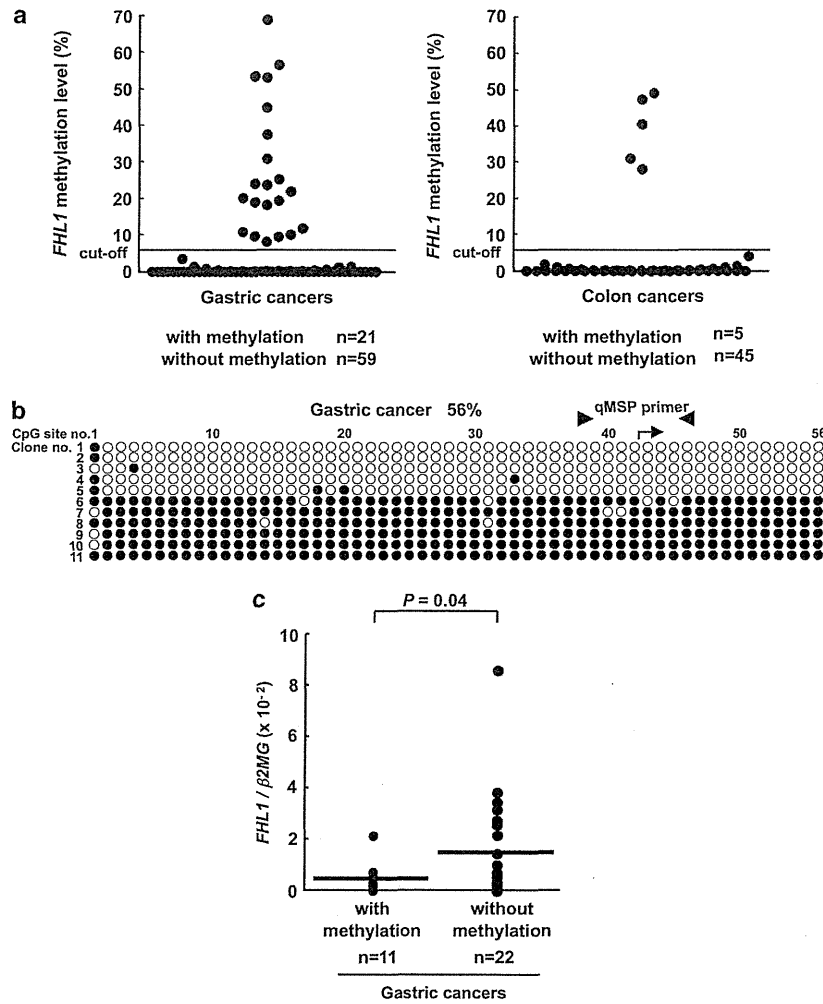 a
70
60
50
40
30
20
10
cut-off
0
FHL1 methylation level (%)
Gastric cancers
with methylation n=21
without methylation n=59
70
60
50
40
30
20
10
cut-off
0
FHL1 methylation level (%)
Colon cancers
with methylation n=5
without methylation n=45
b
Gastric cancer 56%
qMSP primer
CpG site no.1 10 20 30 40 50 56
Clone no. 1
2
3
4
5
6
7
8
9
10
11
c
P = 0.04
10
8
6
4
2
0
FHL1 / β2MG (x 10-2)
with methylation
n=11
without methylation
n=22
Gastric cancers